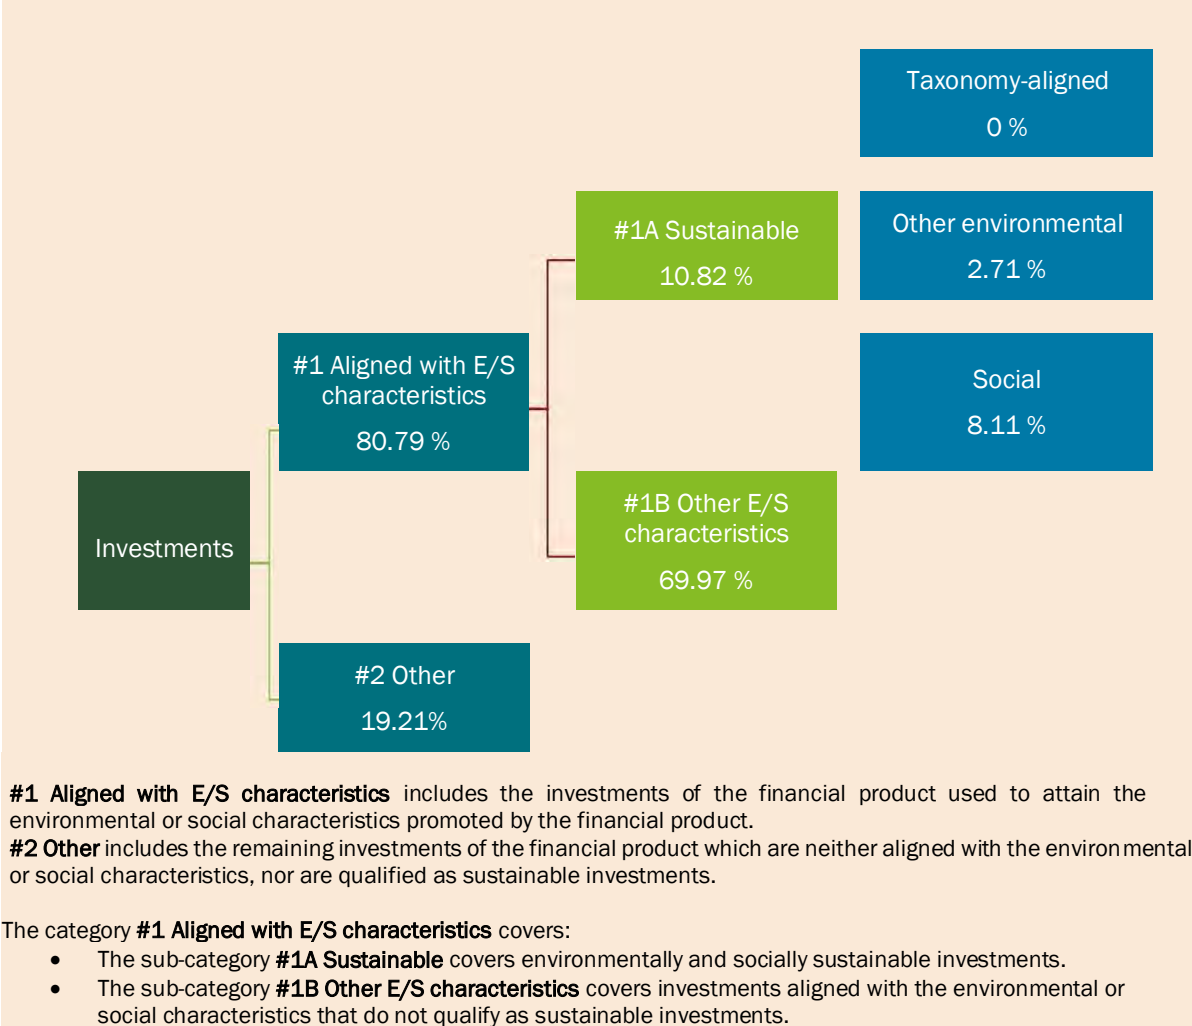 Taxonomy-aligned
0 %
#1A Sustainable
10.82 %
Other environmental
2.71 %
#1 Aligned with E/S
characteristics
80.79 %
Social
8.11 %
Investments
#1B Other E/S
characteristics
69.97 %
#2 Other
19.21%
#1 Aligned with E/S characteristics includes the investments of the financial product used to attain the
environmental or social characteristics promoted by the financial product.
#2 Other includes the remaining investments of the financial product which are neither aligned with the environmental
or social characteristics, nor are qualified as sustainable investments.
The category #1 Aligned with E/S characteristics covers:
• The sub-category #1A Sustainable covers environmentally and socially sustainable investments.
• The sub-category #1B Other E/S characteristics covers investments aligned with the environmental or
social characteristics that do not qualify as sustainable investments.